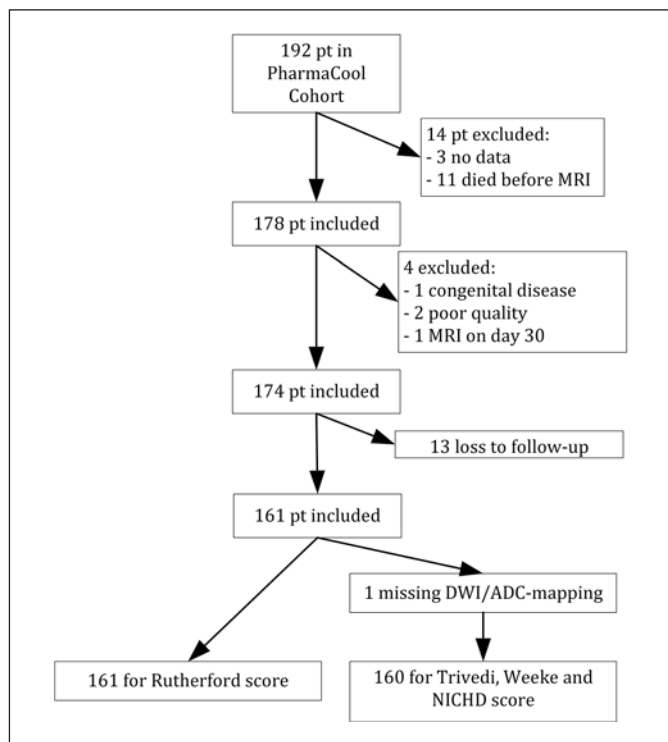 192 pt in
PharmaCool
Cohort
14 pt excluded:
- 3 no data
- 11 died before MRI
178 pt included
4 excluded:
- 1 congenital disease
- 2 poor quality
- 1 MRI on day 30
174 pt included
13 loss to follow-up
161 pt included
1 missing DWI/ADC-mapping
161 for Rutherford score
160 for Trivedi, Weeke and
NICHD score